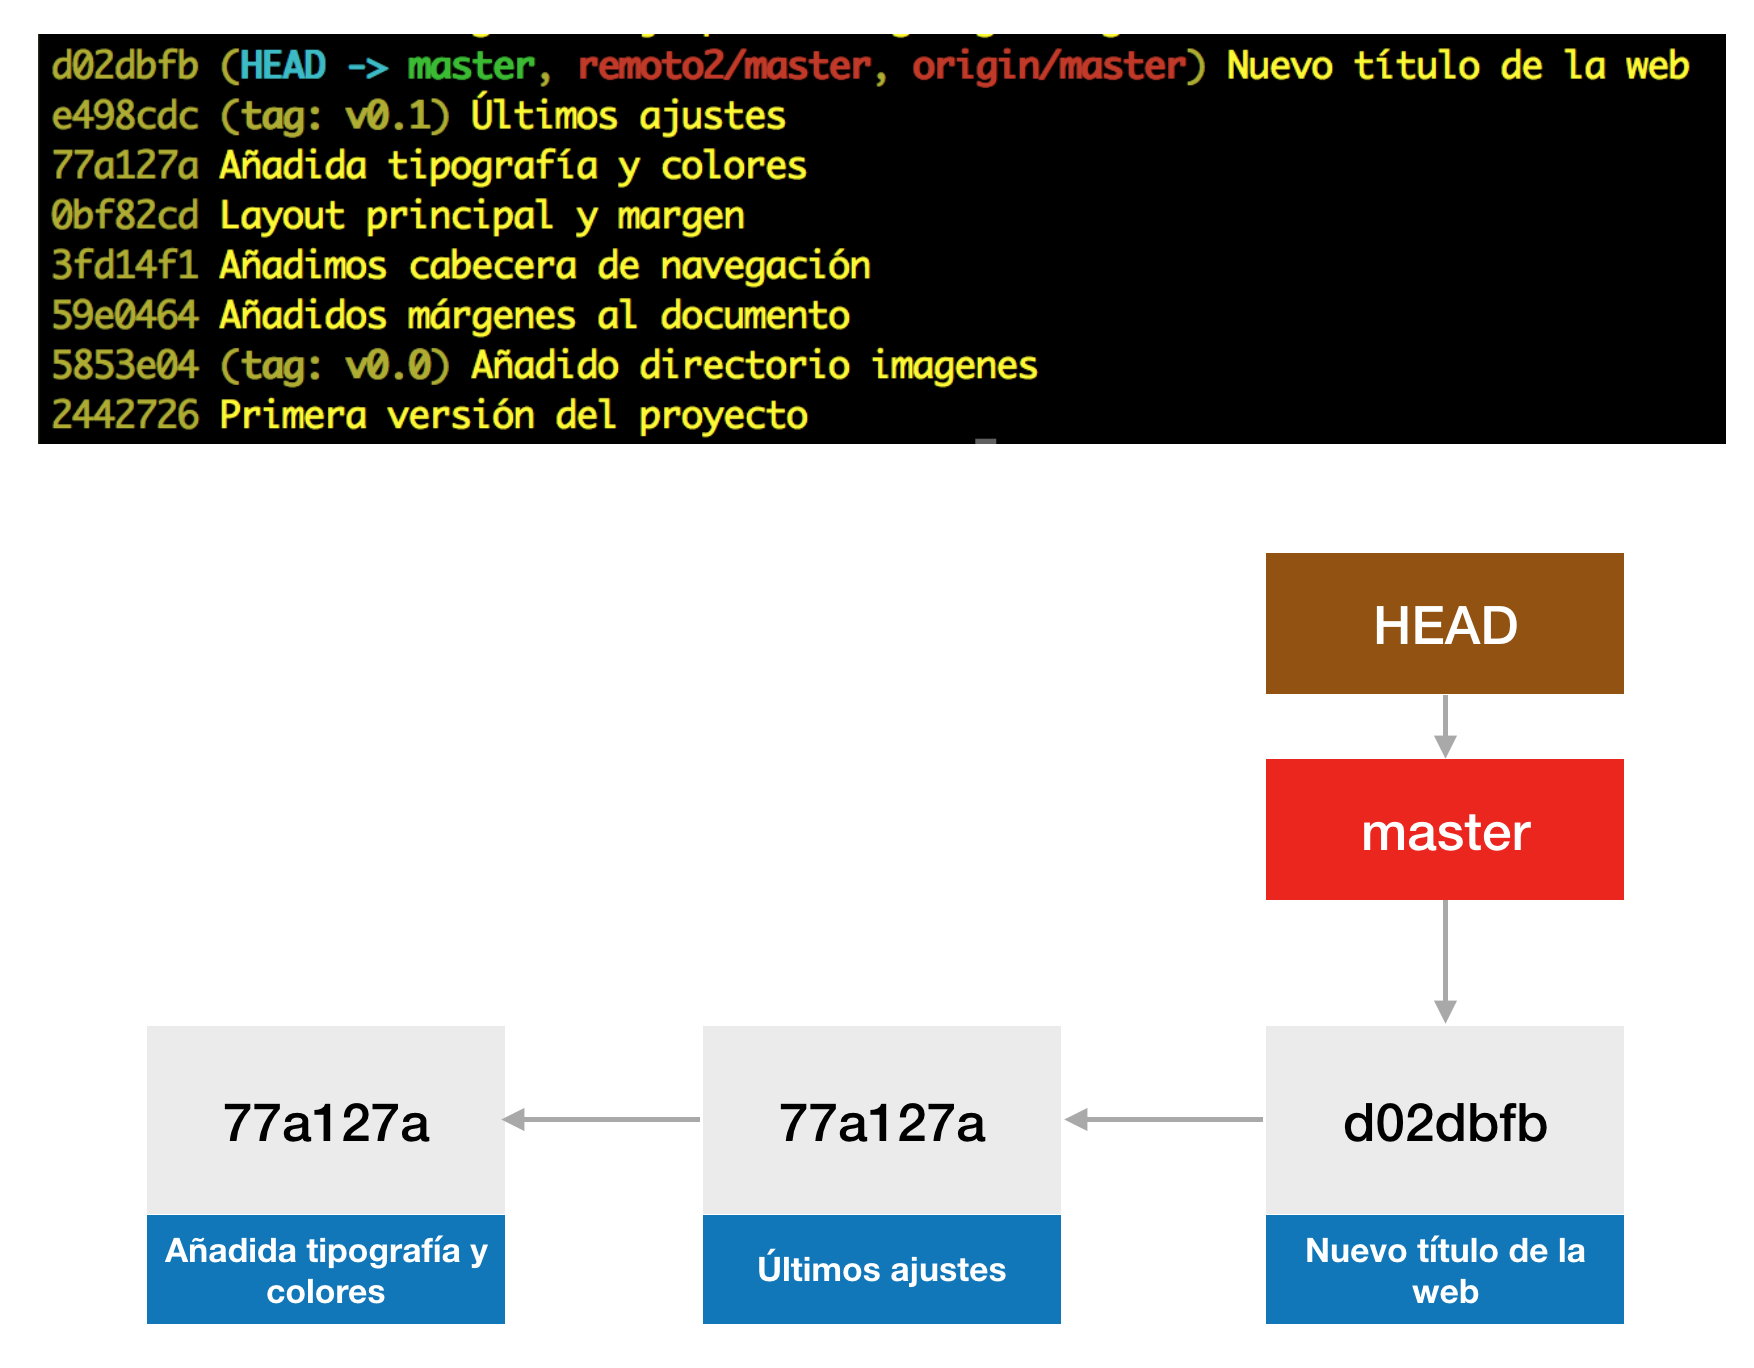 d02dbfb (HEAD -> master, remoto2/master, origin/master) Nuevo título de la web
e498cdc (tag: v0.1) Últimos ajustes
77a127a Añadida tipografía y colores
0bf82cd Layout principal y margen
3fd14f1 Añadimos cabecera de navegación
59e0464 Añadidos márgenes al documento
5853e04 (tag: v0.0) Añadido directorio imagenes
2442726 Primera versión del proyecto
HEAD
master
77a127a
77a127a
d02dbfb
Añadida tipografía y
colores
Últimos ajustes
Nuevo título de la
web